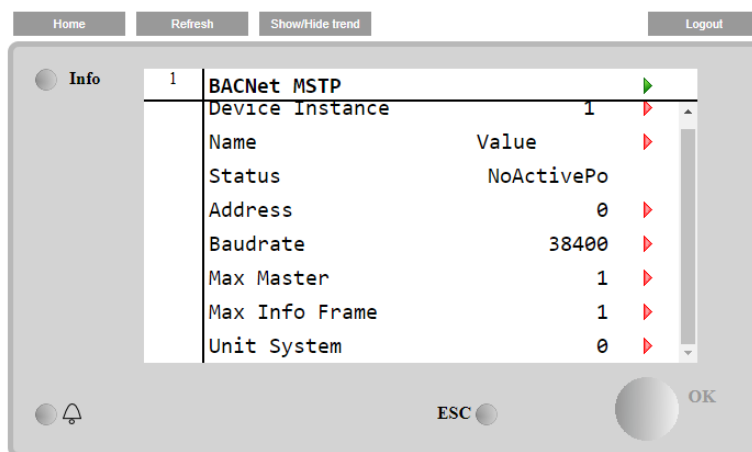 Home Refresh Show/Hide trend Logout
Info 1 BACNet MSTP
Device Instance 1
Name Value
Status NoActivePo
Address 0
Baudrate 38400
Max Master 1
Max Info Frame 1
Unit System 0
ESC OK